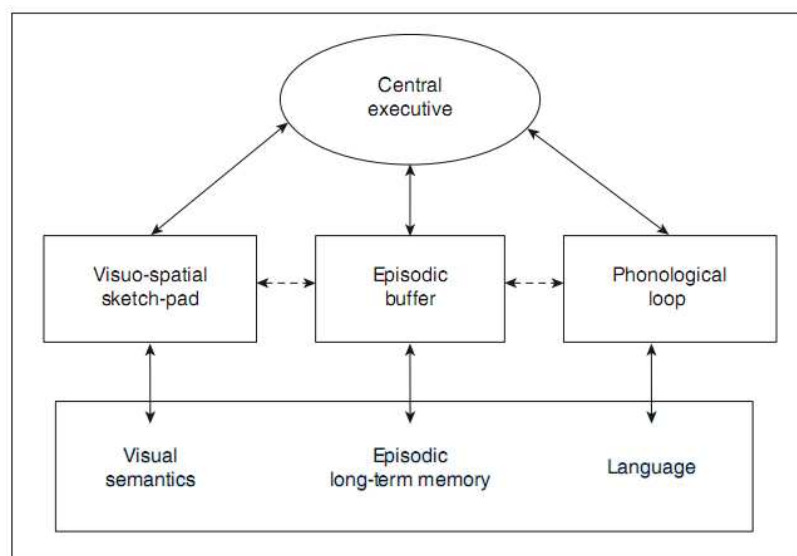 Central
executive
Visuo-spatial
sketch-pad
Episodic
buffer
Phonological
loop
Visual
semantics
Episodic
long-term memory
Language